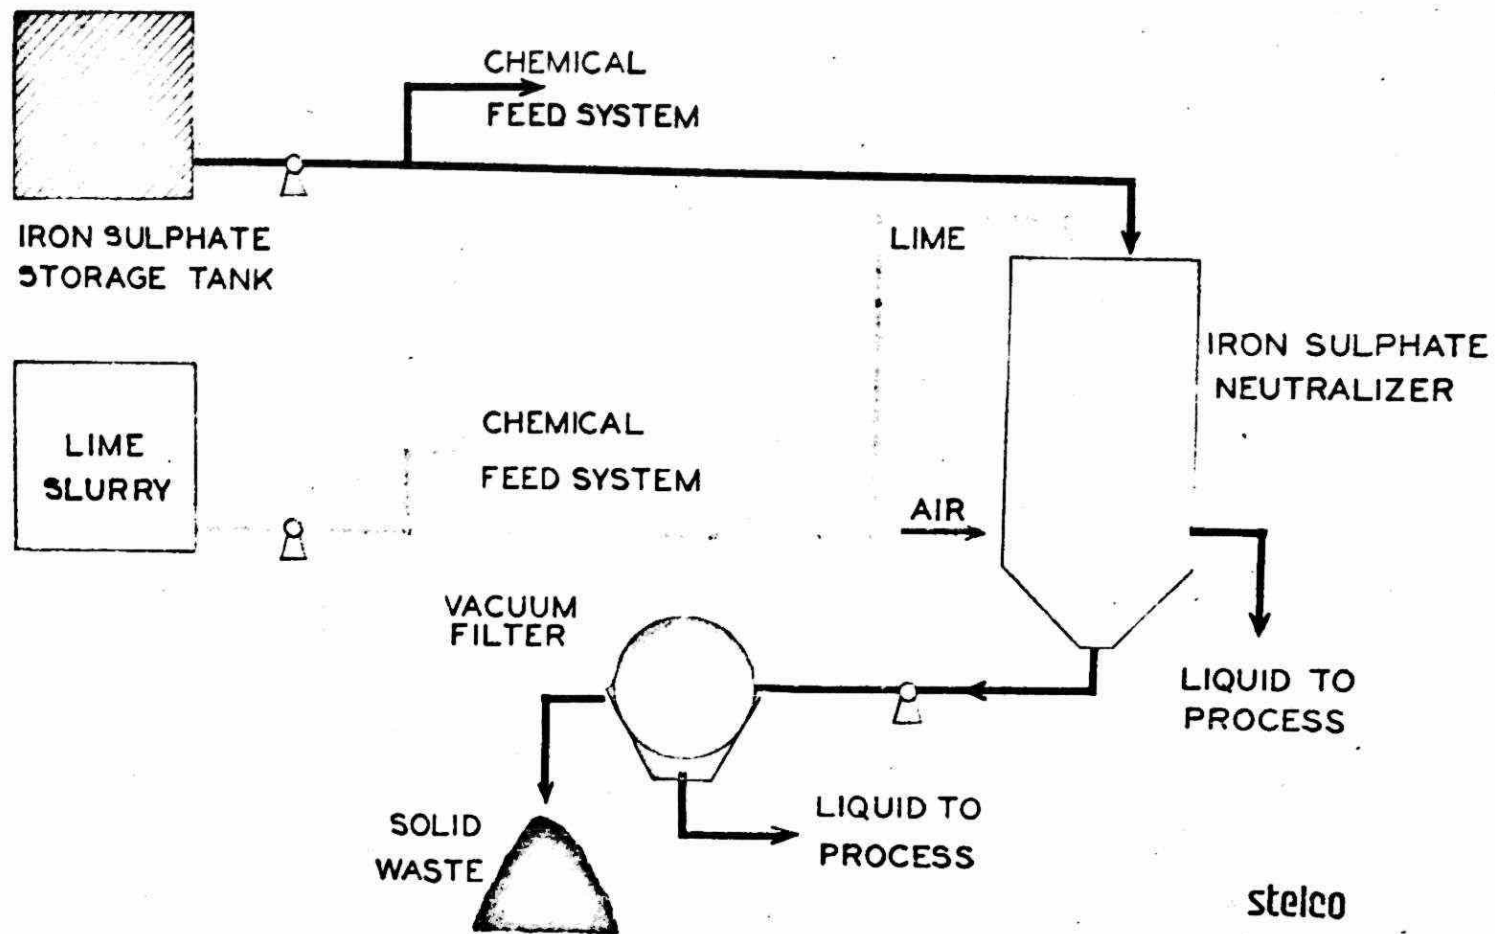 CHEMICAL
FEED SYSTEM
IRON SULPHATE
STORAGE TANK
LIME
IRON SULPHATE
NEUTRALIZER
LIME
SLURRY
CHEMICAL
FEED SYSTEM
AIR
VACUUM
FILTER
LIQUID TO
PROCESS
SOLID
WASTE
LIQUID TO
PROCESS
stelco